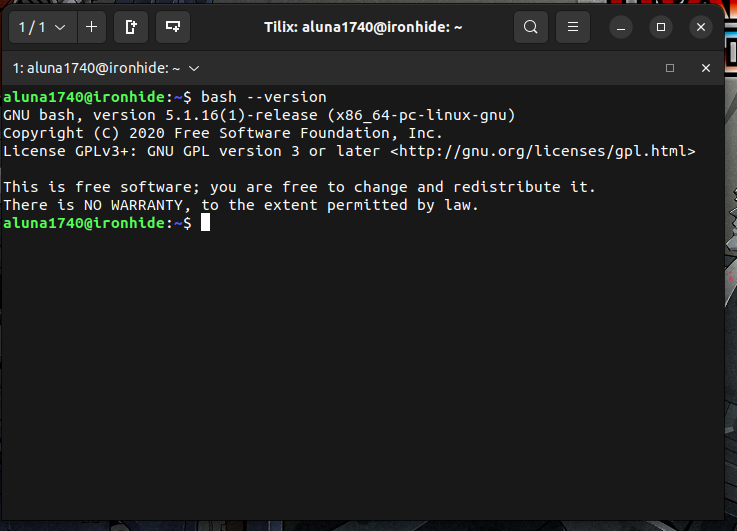 1 / 1
Tilix: aluna1740@ironhide: ~
1: aluna1740@ironhide: ~
aluna1740@ironhide:~$ bash --version
GNU bash, version 5.1.16(1)-release (x86_64-pc-linux-gnu)
Copyright (C) 2020 Free Software Foundation, Inc.
License GPLv3+: GNU GPL version 3 or later <http://gnu.org/licenses/gpl.html>
This is free software; you are free to change and redistribute it.
There is NO WARRANTY, to the extent permitted by law.
aluna1740@ironhide:~$